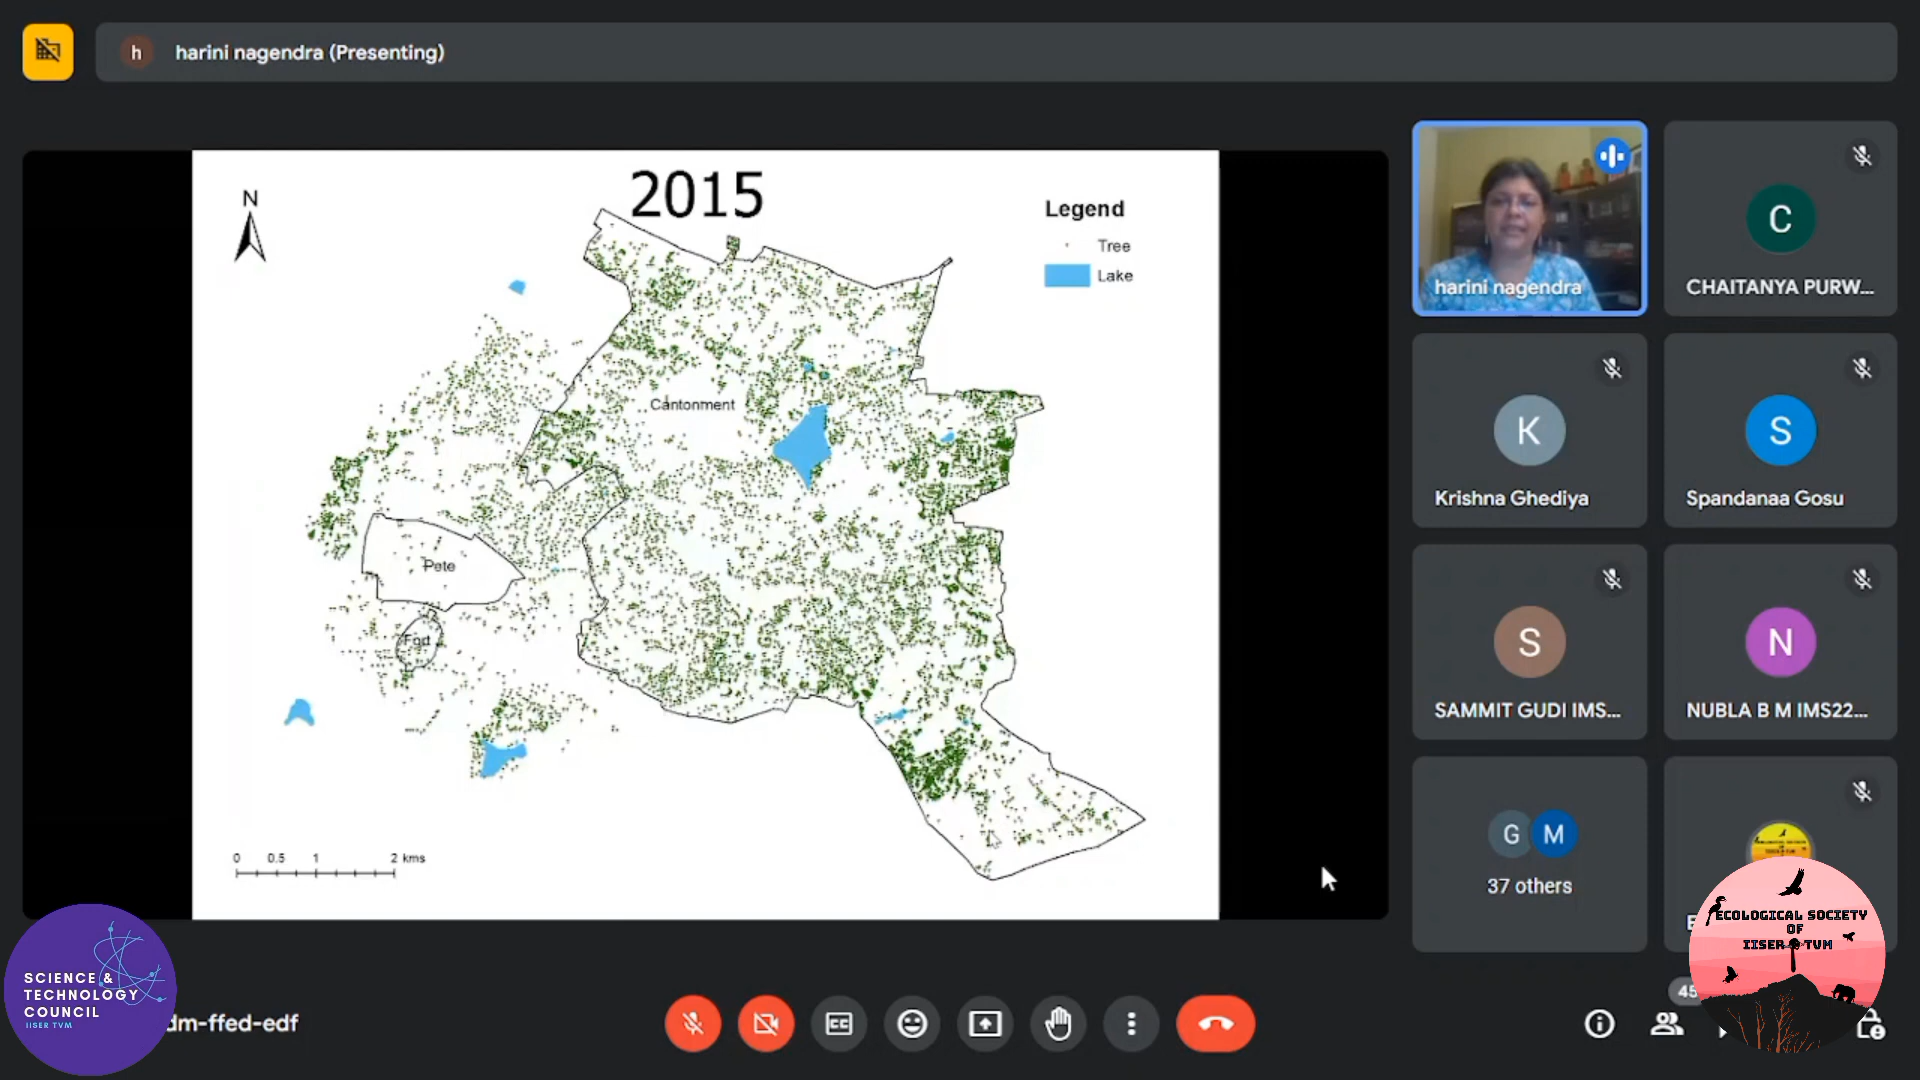 h
harini nagendra (Presenting)
2015
N
Legend
Tree
Lake
Cantonment
Pete
Fort
0 0.5 1 2 kms
harini nagendra
C
CHAITANYA PURW...
K
Krishna Ghediya
S
Spandanaa Gosu
S
SAMMIT GUDI IMS...
N
NUBLA B M IMS22...
G M
37 others
E
ECOLOGICAL SOCIETY
OF
IISER TVM
SCIENCE &
TECHNOLOGY
COUNCIL
IISER TVM
dm-ffed-edf
CC
45